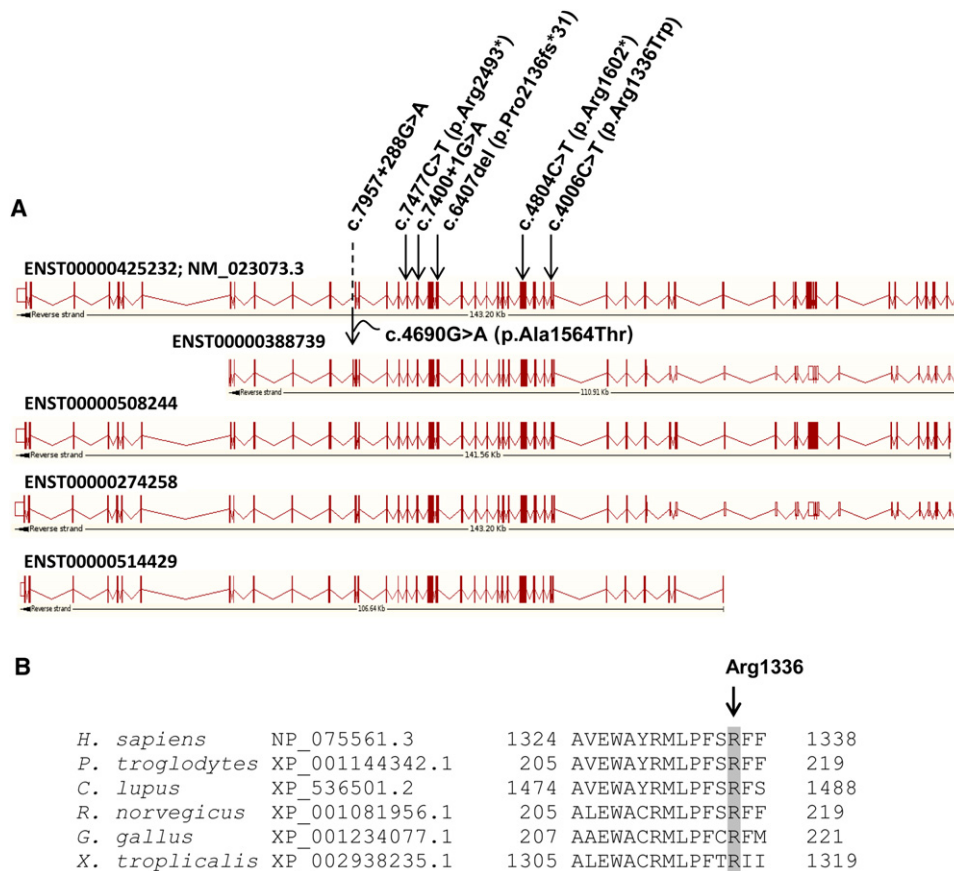 c.7957+288G>A
c.7477C>T (p.Arg2493*)
c.7400+1G>A
c.6407del (p.Pro2136fs*31)
c.4804C>T (p.Arg1602*)
c.4006C>T (p.Arg1336Trp)
A
ENST00000425232; NM_023073.3
Reverse strand 143.20 Kb
c.4690G>A (p.Ala1564Thr)
ENST00000388739
Reverse strand 110.91 Kb
ENST00000508244
Reverse strand 141.56 Kb
ENST00000274258
Reverse strand 143.20 Kb
ENST00000514429
Reverse strand 106.64 Kb
B
Arg1336
H. sapiens NP_075561.3 1324 AVEWAYRMLPFSRFF 1338
P. troglodytes XP_001144342.1 205 AVEWAYRMLPFSRFF 219
C. lupus XP_536501.2 1474 AVEWAYRMLPFSRFS 1488
R. norvegicus XP_001081956.1 205 ALEWACRMLPFSRFF 219
G. gallus XP_001234077.1 207 AAEWACRMLPFCRFM 221
X. troplicalis XP_002938235.1 1305 ALEWACRMLPFTRII 1319